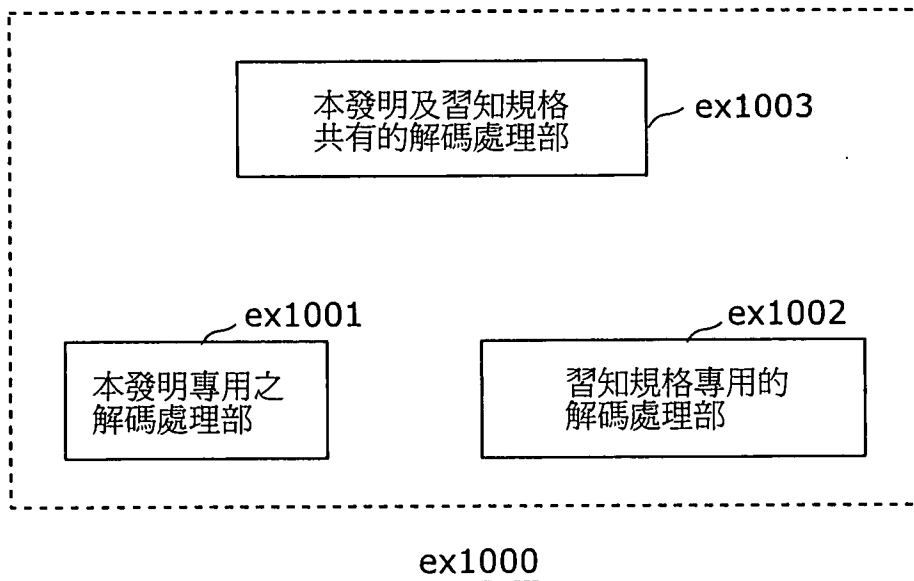 本發明及習知規格
共有的解碼處理部
ex1003
ex1001
本發明專用之
解碼處理部
ex1002
習知規格專用的
解碼處理部
ex1000